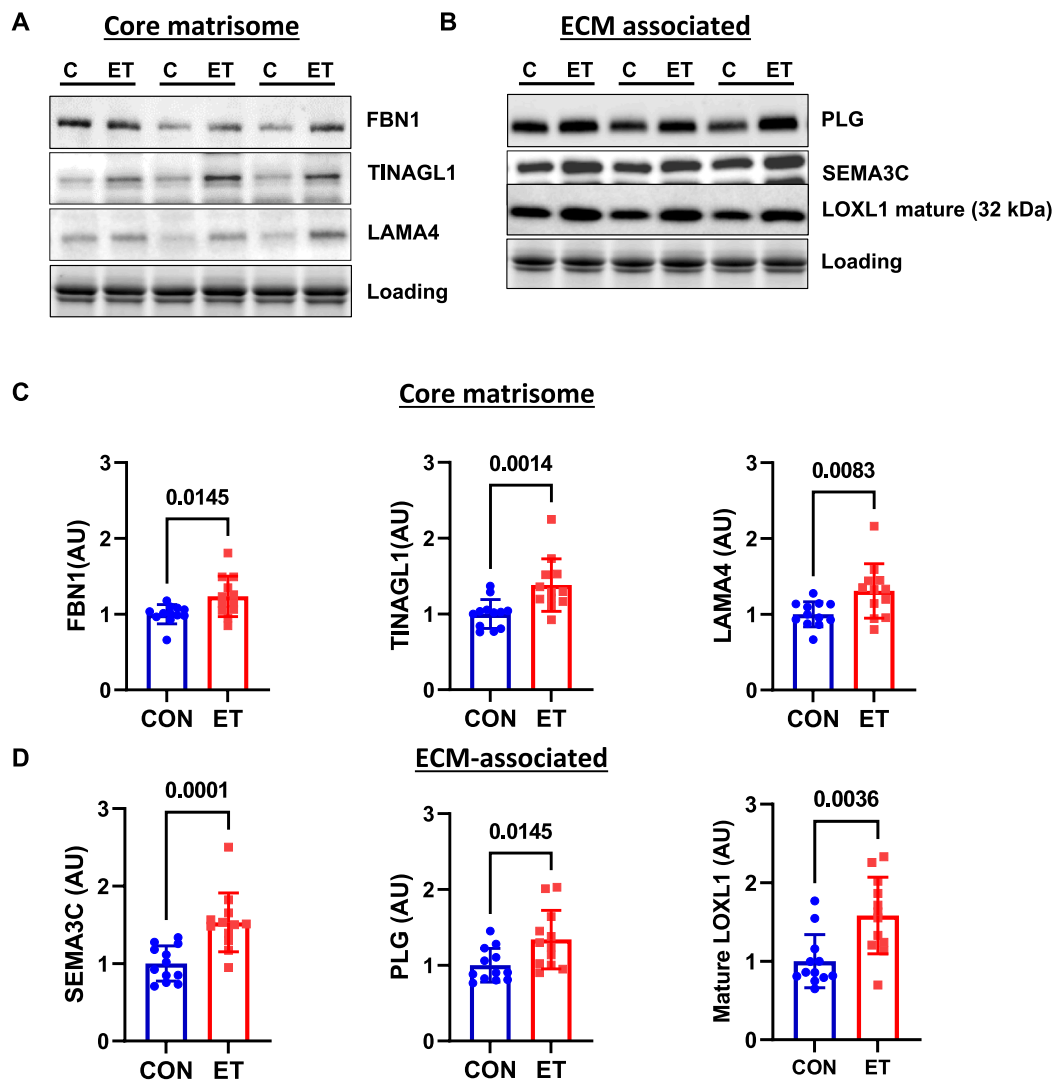 A Core matrisome
C ET C ET C ET
FBN1
TINAGL1
LAMA4
Loading
B ECM associated
C ET C ET C ET
PLG
SEMA3C
LOXL1 mature (32 kDa)
Loading
C Core matrisome
FBN1(AU)
3
2
1
0
0.0145
CON ET
TINAGL1(AU)
3
2
1
0
0.0014
CON ET
LAMA4 (AU)
3
2
1
0
0.0083
CON ET
D ECM-associated
SEMA3C (AU)
3
2
1
0
0.0001
CON ET
PLG (AU)
3
2
1
0
0.0145
CON ET
Mature LOXL1 (AU)
3
2
1
0
0.0036
CON ET